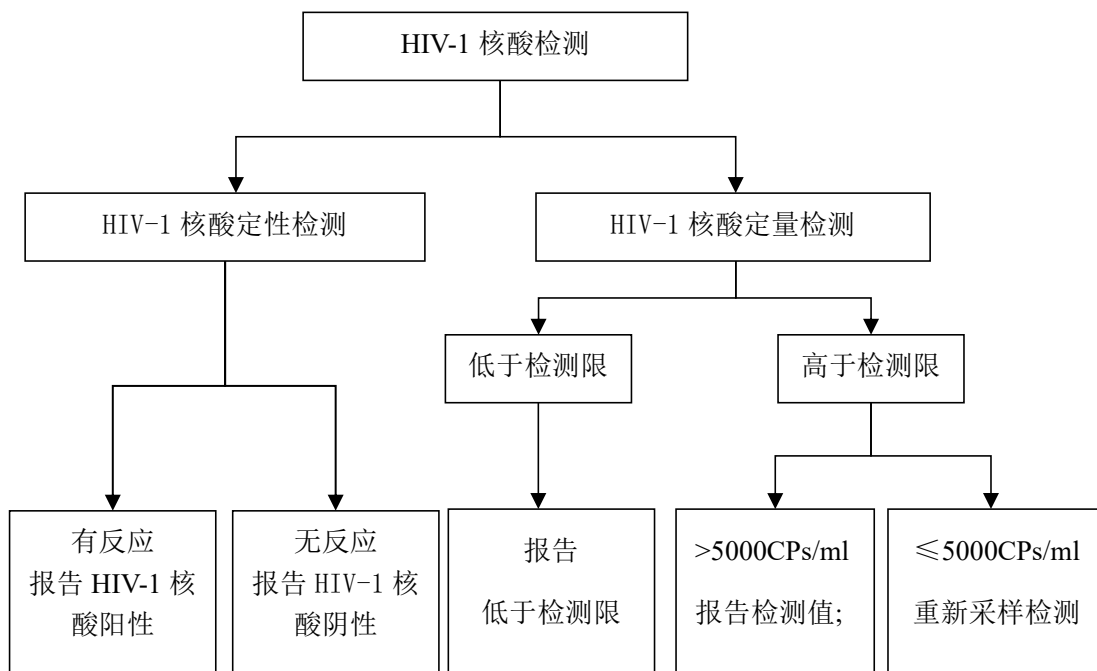 HIV-1 核酸检测
HIV-1 核酸定性检测
HIV-1 核酸定量检测
低于检测限
高于检测限
有反应
报告 HIV-1 核
酸阳性
无反应
报告 HIV-1 核
酸阴性
报告
低于检测限
>5000CPs/ml
报告检测值;
≤5000CPs/ml
重新采样检测